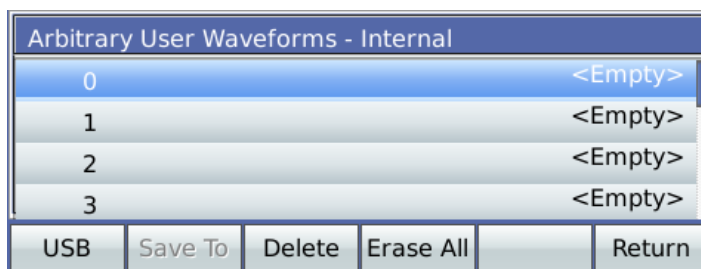 Arbitrary User Waveforms - Internal
0 <Empty>
1 <Empty>
2 <Empty>
3 <Empty>
USB Save To Delete Erase All Return